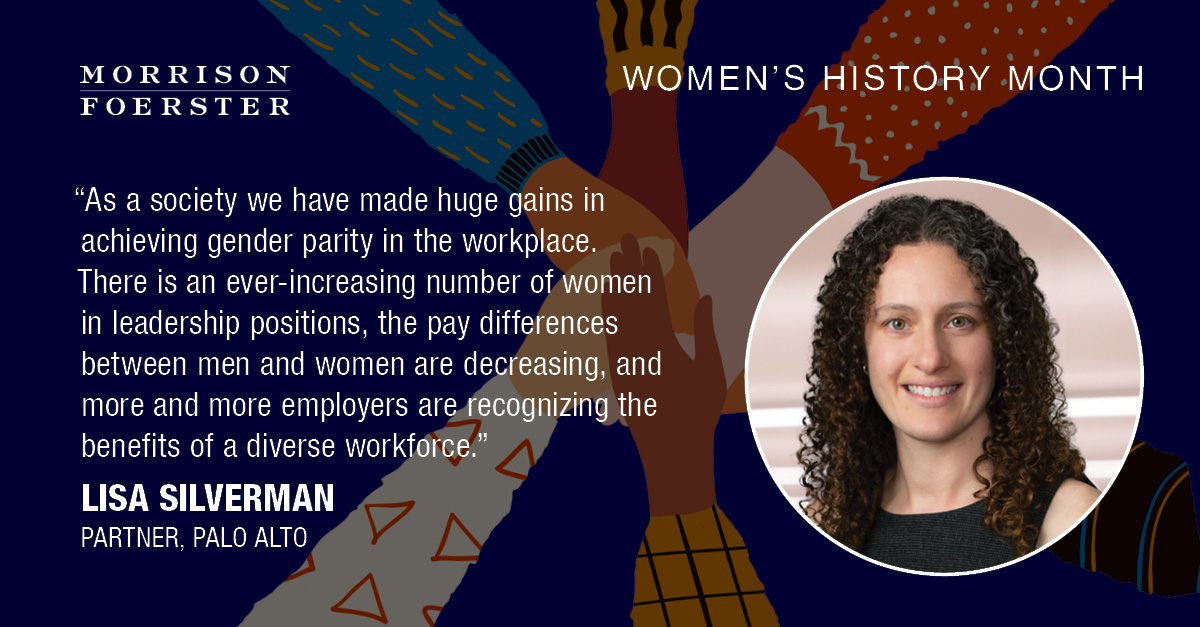 MORRISON
FOERSTER
WOMEN’S HISTORY MONTH
“As a society we have made huge gains in
achieving gender parity in the workplace.
There is an ever-increasing number of women
in leadership positions, the pay differences
between men and women are decreasing, and
more and more employers are recognizing the
benefits of a diverse workforce.”
LISA SILVERMAN
PARTNER, PALO ALTO